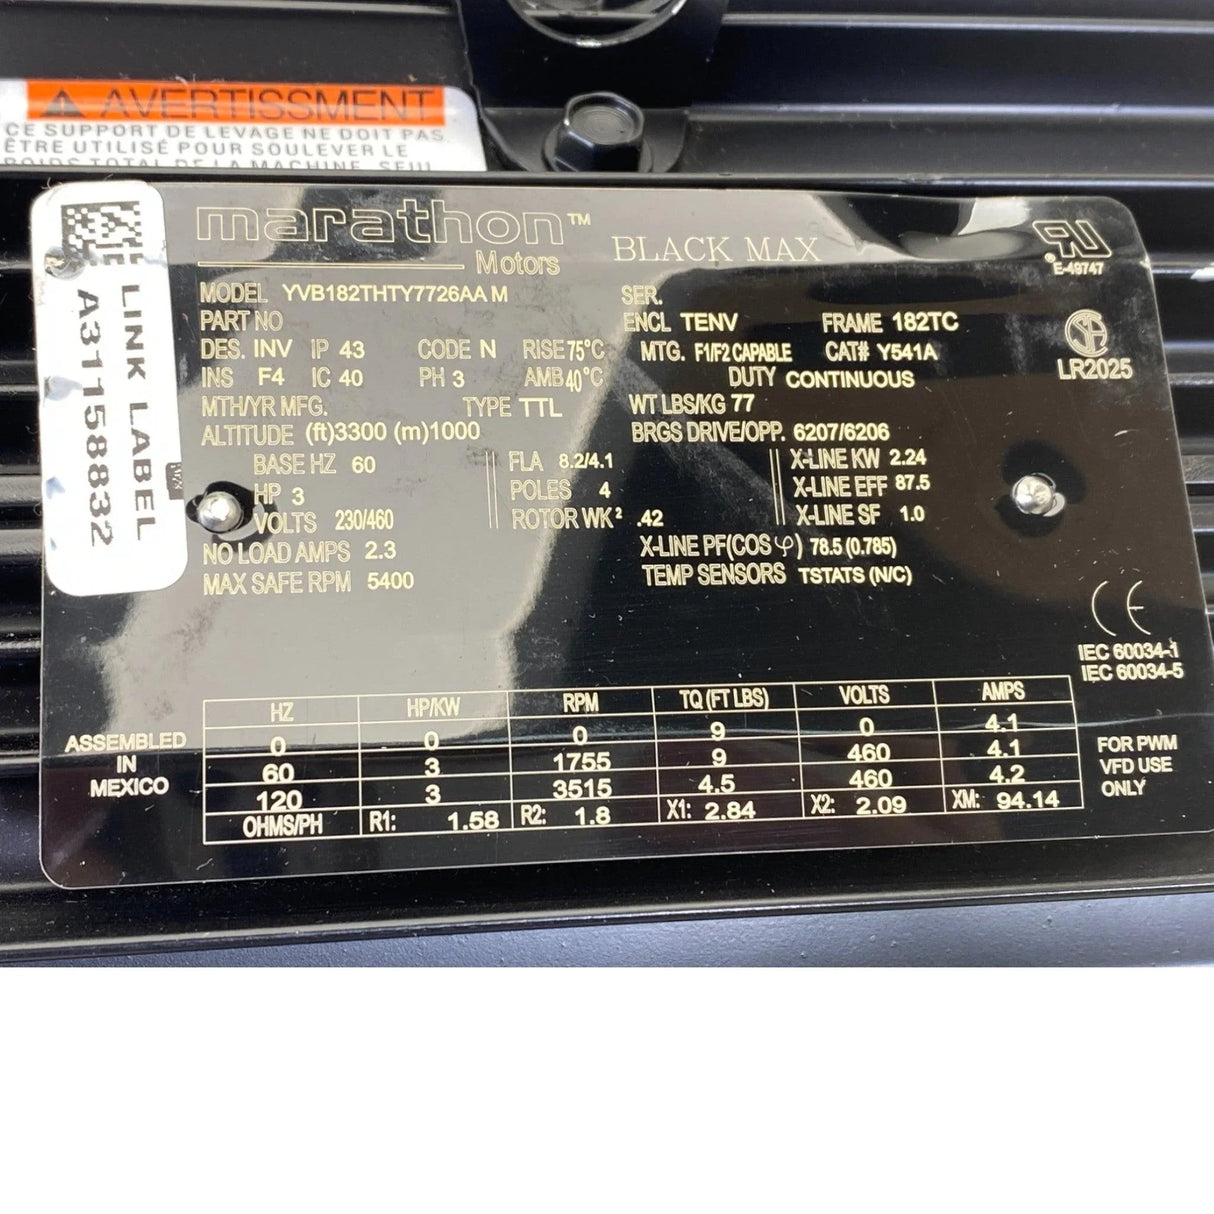 AVERTISSMENT
CE SUPPORT DE LEVAGE NE DOIT PAS
ÊTRE UTILISÉ POUR SOULEVER LE
POIDS TOTAL DE LA MACHINE. SEUL
LINK LABEL
A3115883２
marathon™
Motors
BLACK MAX
E-49747
MODEL YVB182THTY7726AA M
SER.
PART NO
ENCL TENV FRAME 182TC
DES. INV IP 43 CODE N RISE 75°C
MTG. F1/F2 CAPABLE CAT# Y541A
LR2025
INS F4 IC 40 PH 3 AMB 40°C
DUTY CONTINUOUS
MTH/YR MFG. TYPE TTL
WT LBS/KG 77
ALTITUDE (ft)3300 (m)1000
BRGS DRIVE/OPP. 6207/6206
BASE HZ 60 FLA 8.2/4.1 X-LINE KW 2.24
HP 3 POLES 4 X-LINE EFF 87.5
VOLTS 230/460 ROTOR WK² .42 X-LINE SF 1.0
NO LOAD AMPS 2.3
X-LINE PF(COS φ) 78.5 (0.785)
MAX SAFE RPM 5400
TEMP SENSORS TSTATS (N/C)
CE
IEC 60034-1
IEC 60034-5
ASSEMBLED
IN
MEXICO
HZ HP/KW RPM TQ (FT LBS) VOLTS AMPS
0 0 0 9 0 4.1
60 3 1755 9 460 4.1
120 3 3515 4.5 460 4.2
OHMS/PH R1: 1.58 R2: 1.8 X1: 2.84 X2: 2.09 XM: 94.14
FOR PWM
VFD USE
ONLY